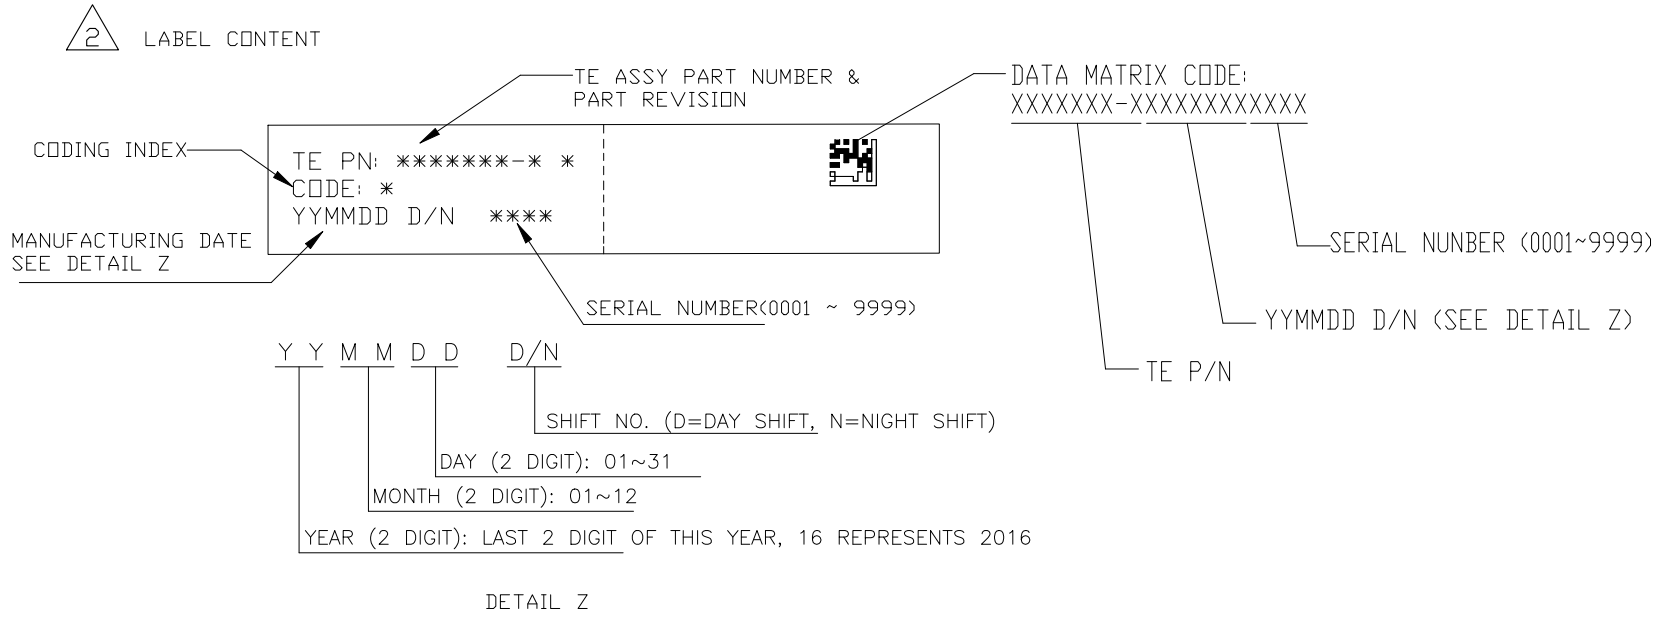 2 LABEL CONTENT
TE ASSY PART NUMBER &
PART REVISION
DATA MATRIX CODE:
XXXXXXX-XXXXXXXXXXXX
CODING INDEX
TE PN: *******-* *
CODE: *
YYMMDD D/N ****
MANUFACTURING DATE
SEE DETAIL Z
SERIAL NUNBER (0001~9999)
SERIAL NUMBER(0001 ~ 9999)
YYMMDD D/N (SEE DETAIL Z)
Y Y M M D D D/N
TE P/N
SHIFT NO. (D=DAY SHIFT, N=NIGHT SHIFT)
DAY (2 DIGIT): 01~31
MONTH (2 DIGIT): 01~12
YEAR (2 DIGIT): LAST 2 DIGIT OF THIS YEAR, 16 REPRESENTS 2016
DETAIL Z